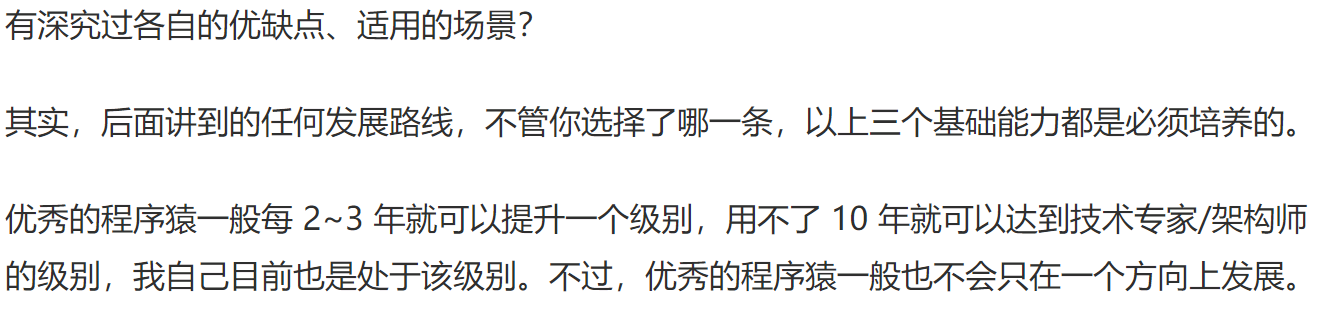 有深究过各自的优缺点、适用的场景？
其实，后面讲到的任何发展路线，不管你选择了哪一条，以上三个基础能力都是必须培养的。
优秀的程序猿一般每 2~3 年就可以提升一个级别，用不了 10 年就可以达到技术专家/架构师
的级别，我自己目前也是处于该级别。不过，优秀的程序猿一般也不会只在一个方向上发展。